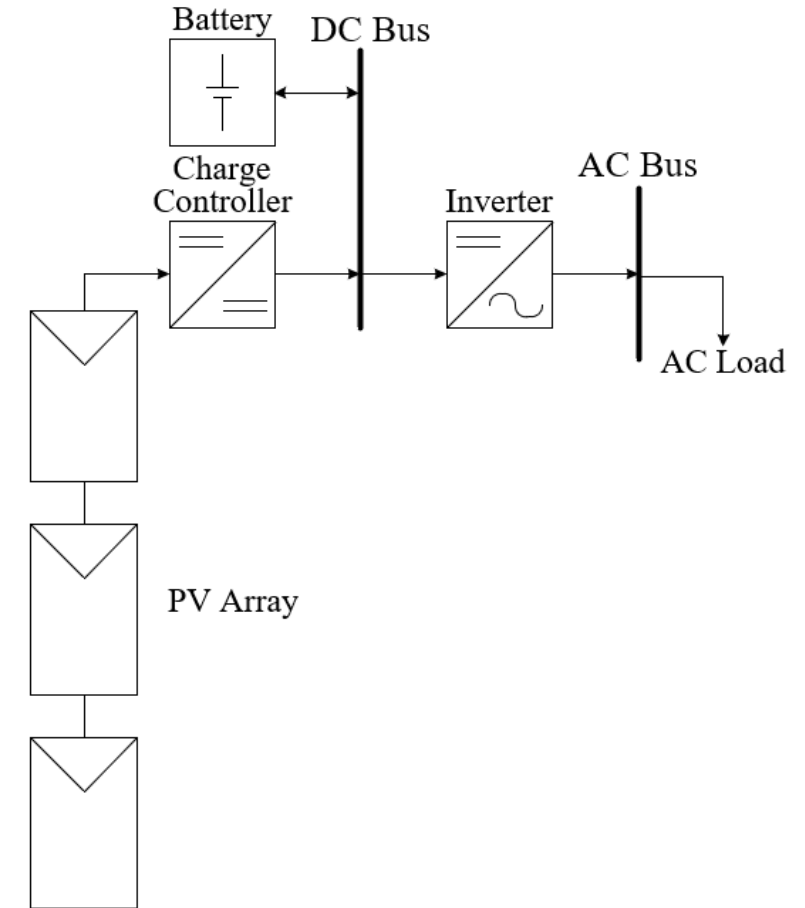 Battery
DC Bus
Charge
Controller
Inverter
AC Bus
AC Load
PV Array